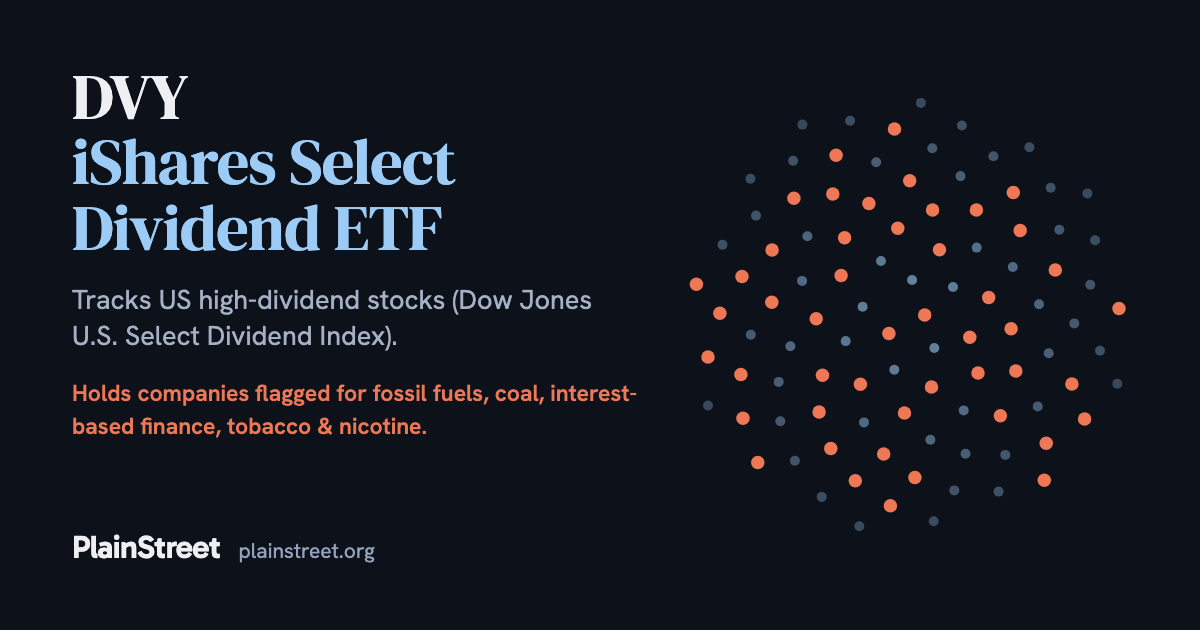 DVY
iShares Select
Dividend ETF
Tracks US high-dividend stocks (Dow Jones
U.S. Select Dividend Index).
Holds companies flagged for fossil fuels, coal, interest-
based finance, tobacco & nicotine.
PlainStreet plainstreet.org